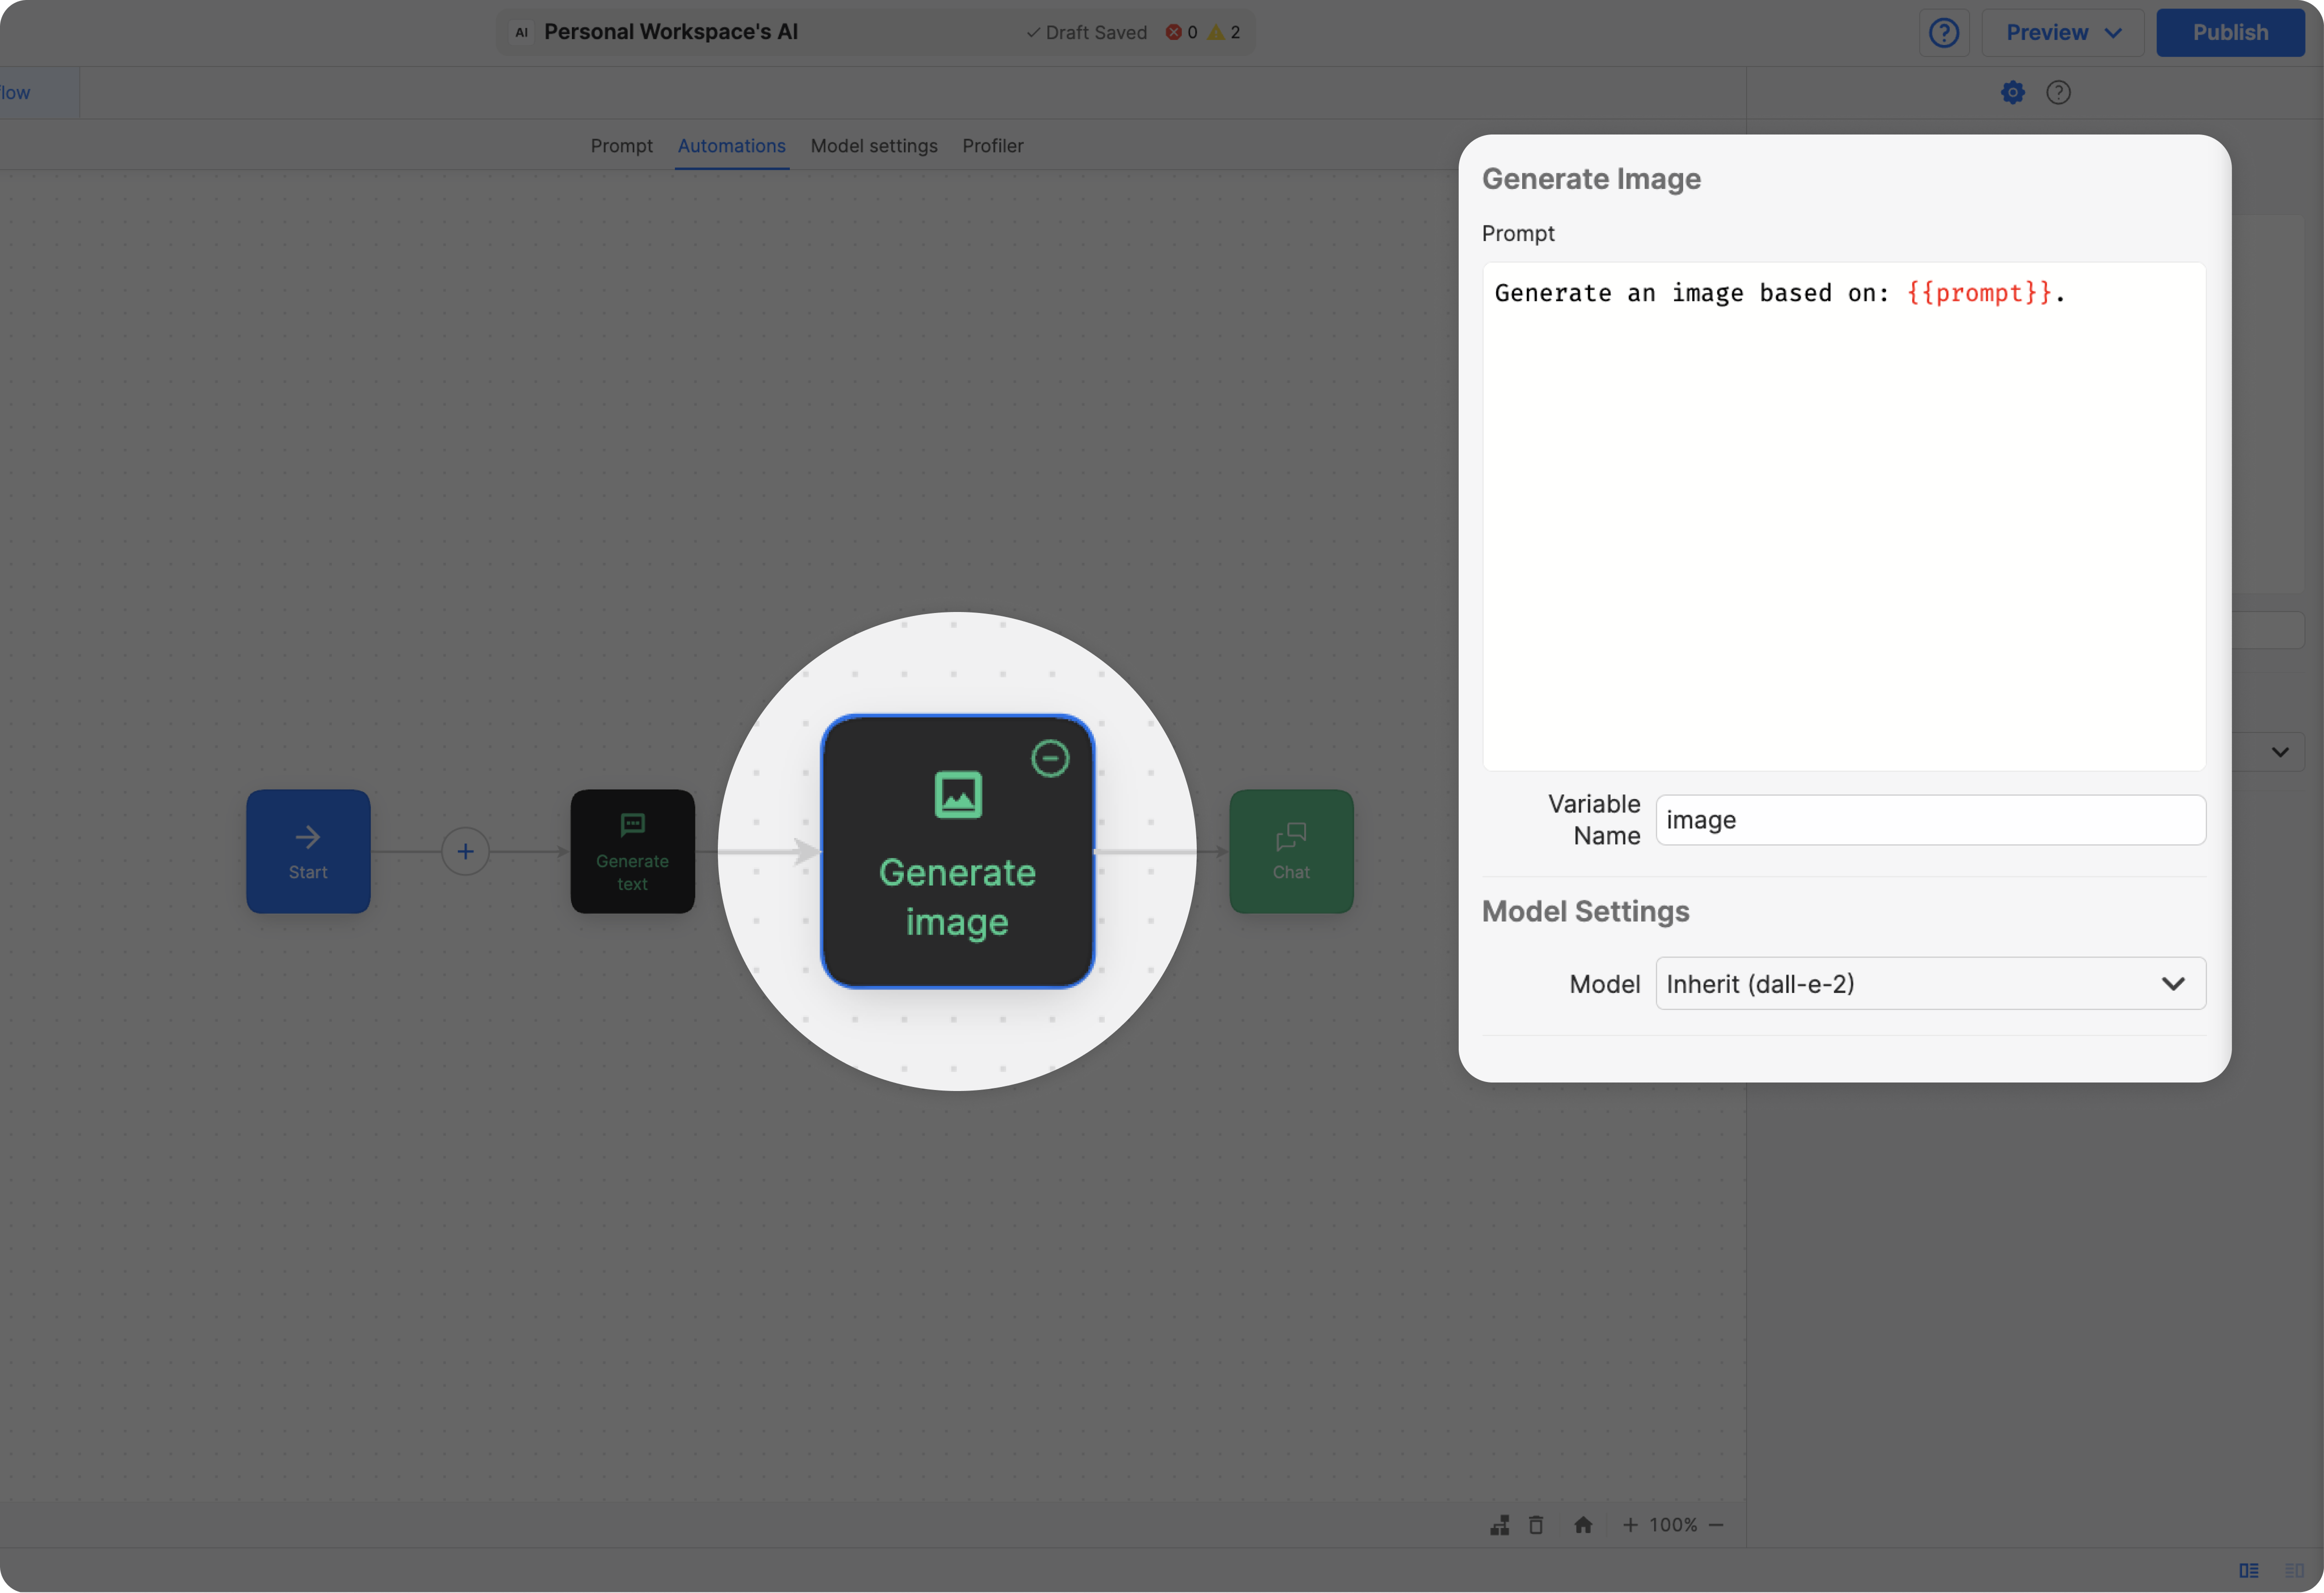 AI Personal Workspace's AI
Draft Saved 0 2
Preview
Publish
low
Prompt Automations Model settings Profiler
Generate Image
Prompt
Generate an image based on: {{prompt}}.
Start
Generate
text
Generate
image
Chat
Variable
Name
image
Model Settings
Model
Inherit (dall-e-2)
100%